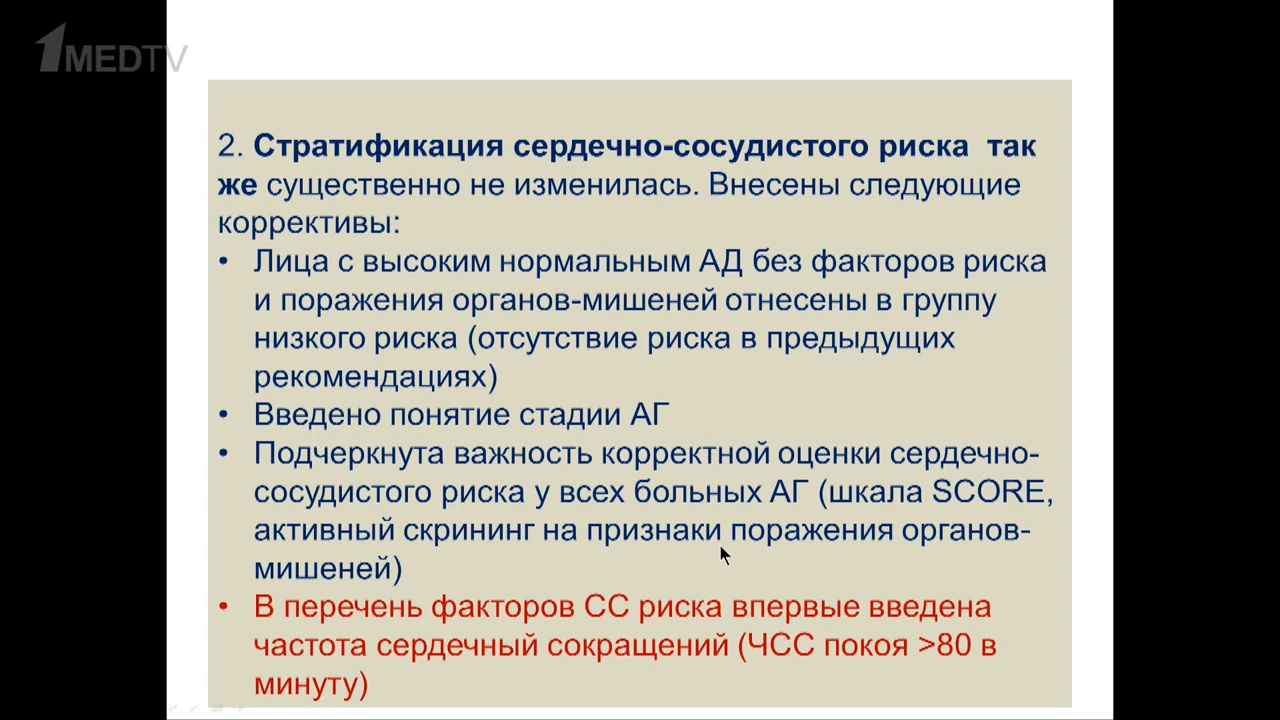 1MEDTV
2. Стратификация сердечно-сосудистого риска так
же существенно не изменилась. Внесены следующие
коррективы:
• Лица с высоким нормальным АД без факторов риска
и поражения органов-мишеней отнесены в группу
низкого риска (отсутствие риска в предыдущих
рекомендациях)
• Введено понятие стадии АГ
• Подчеркнута важность корректной оценки сердечно-
сосудистого риска у всех больных АГ (шкала SCORE,
активный скрининг на признаки поражения органов-
мишеней)
• В перечень факторов СС риска впервые введена
частота сердечный сокращений (ЧСС покоя >80 в
минуту)